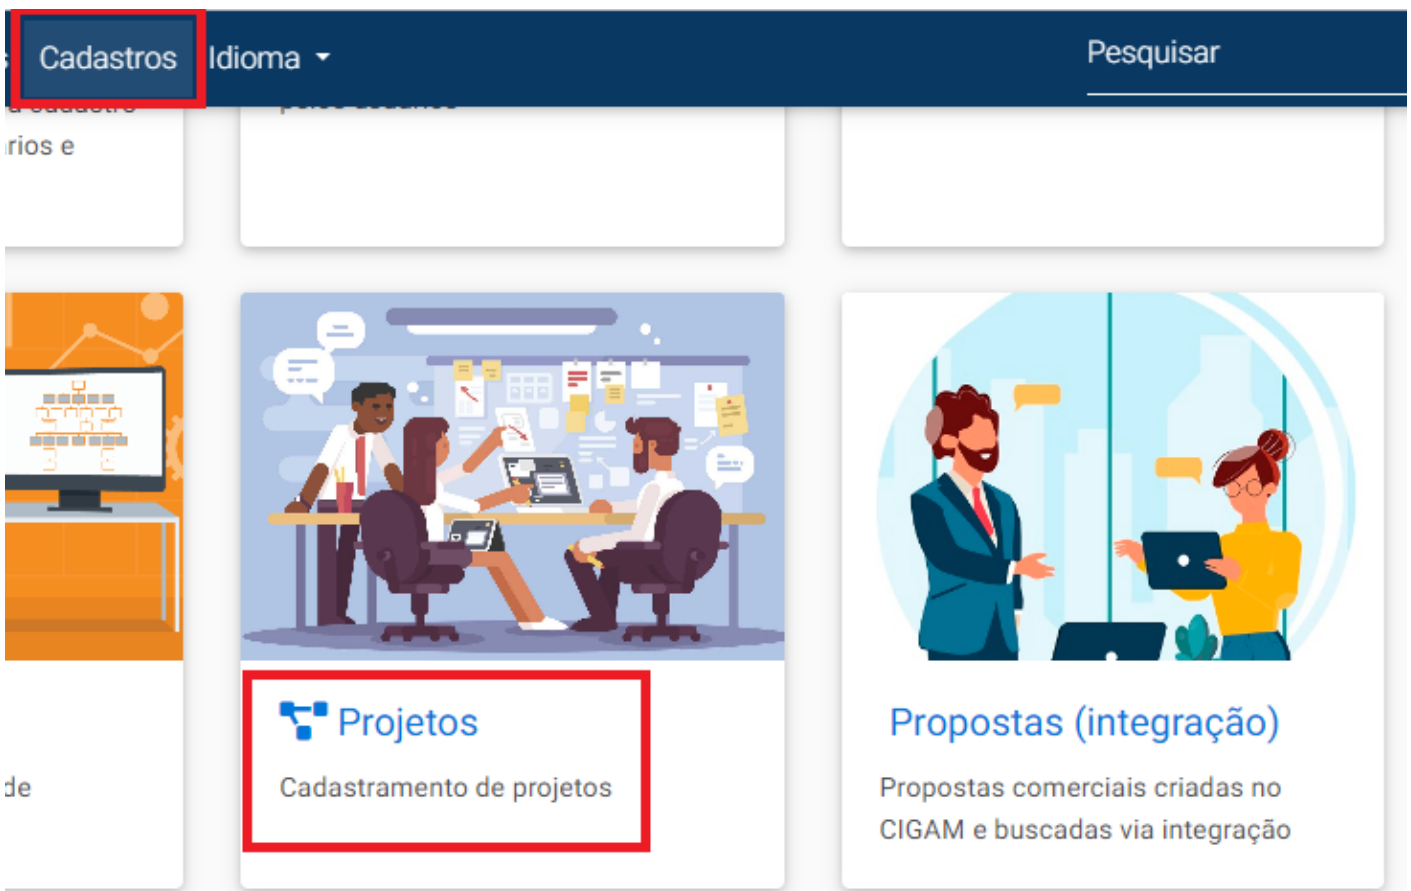 Cadastros Idioma Pesquisar
rios e
Projetos
Cadastramento de projetos
de
Propostas (integração)
Propostas comerciais criadas no
CIGAM e buscadas via integração